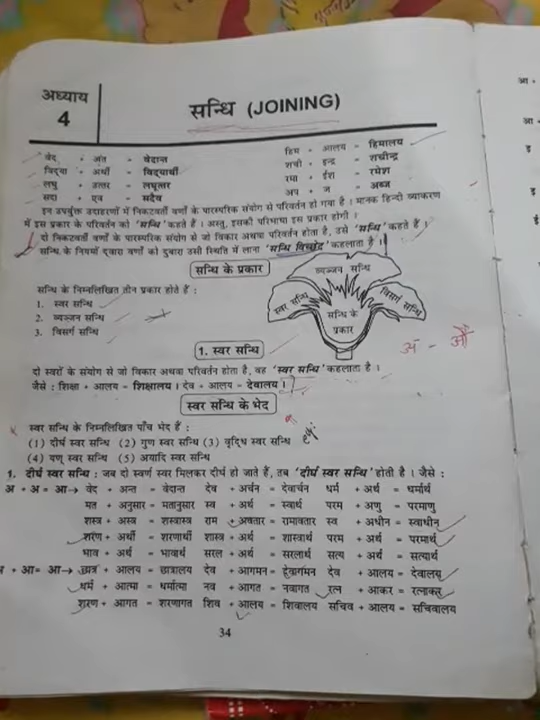 अध्याय
4
सन्धि (JOINING)
वेद + अंत = वेदान्त
विद्या + अर्थी = विद्यार्थी
लघु + उत्तर = लघूत्तर
सदा + एव = सदैव
हिम + आलय = हिमालय
शची + इन्द्र = शचीन्द्र
रमा + ईश = रमेश
अप + ज = अब्ज
इन उपर्युक्त उदाहरणों में निकटवर्ती वर्णों के पारस्परिक संयोग से परिवर्तन हो गया है । मानक हिन्दी व्याकरण
में इस प्रकार के परिवर्तन को 'सन्धि' कहते हैं । अस्तु, इसकी परिभाषा इस प्रकार होगी ।
दो निकटवर्ती वर्णों के पारस्परिक संयोग से जो विकार अथवा परिवर्तन होता है, उसे 'सन्धि' कहते हैं ।
सन्धि के नियमों द्वारा वर्णों को दुबारा उसी स्थिति में लाना 'सन्धि विच्छेद' कहलाता है ।
सन्धि के प्रकार
सन्धि के निम्नलिखित तीन प्रकार होते हैं :
1. स्वर सन्धि
2. व्यञ्जन सन्धि
3. विसर्ग सन्धि
व्यञ्जन सन्धि
स्वर सन्धि
विसर्ग सन्धि
सन्धि के
प्रकार
1. स्वर सन्धि
दो स्वरों के संयोग से जो विकार अथवा परिवर्तन होता है, वह 'स्वर सन्धि' कहलाता है ।
जैसे : शिक्षा + आलय = शिक्षालय । देव + आलय = देवालय ।
स्वर सन्धि के भेद
स्वर सन्धि के निम्नलिखित पाँच भेद हैं :
(1) दीर्घ स्वर सन्धि (2) गुण स्वर सन्धि (3) वृद्धि स्वर सन्धि
(4) यण् स्वर सन्धि (5) अयादि स्वर सन्धि
1. दीर्घ स्वर सन्धि : जब दो स्वर्ण स्वर मिलकर दीर्घ हो जाते हैं, तब 'दीर्घ स्वर सन्धि' होती है । जैसे :
अ + अ = आ → वेद + अन्त = वेदान्त देव + अर्चन = देवार्चन धर्म + अर्थ = धर्मार्थ
मत + अनुसार = मतानुसार स्व + अर्थ = स्वार्थ परम + अणु = परमाणु
शस्त्र + अस्त्र = शस्त्रास्त्र राम + अवतार = रामावतार स्व + अधीन = स्वाधीन
शरण + अर्थी = शरणार्थी शास्त्र + अर्थ = शास्त्रार्थ परम + अर्थ = परमार्थ
भाव + अर्थ = भावार्थ सरल + अर्थ = सरलार्थ सत्य + अर्थ = सत्यार्थ
+ आ = आ → छात्र + आलय = छात्रालय देव + आगमन = देवागमन देव + आलय = देवालय
धर्म + आत्मा = धर्मात्मा नव + आगत = नवागत रत्न + आकर = रत्नाकर
शरण + आगत = शरणागत शिव + आलय = शिवालय सचिव + आलय = सचिवालय
34